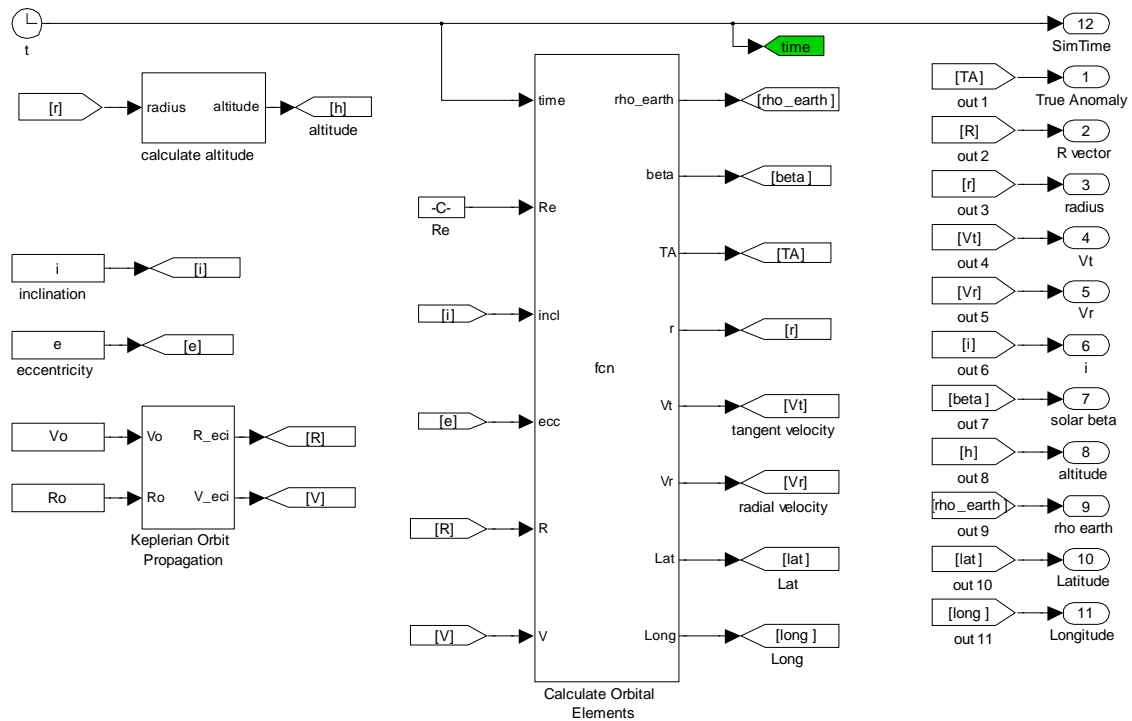 t
time
12
SimTime
[r]
radius
altitude
[h]
altitude
calculate altitude
i
[i]
inclination
e
[e]
eccentricity
Vo
Vo
R_eci
[R]
Ro
Ro
V_eci
[V]
Keplerian Orbit
Propagation
time
-C-
Re
Re
[i]
incl
[e]
ecc
[R]
R
[V]
V
fcn
rho_earth
[rho_earth ]
beta
[beta ]
TA
[TA]
r
[r]
Vt
[Vt]
tangent velocity
Vr
[Vr]
radial velocity
Lat
[lat ]
Lat
Long
[long ]
Long
Calculate Orbital
Elements
[TA]
out 1
1
True Anomaly
[R]
out 2
2
R vector
[r]
out 3
3
radius
[Vt]
out 4
4
Vt
[Vr]
out 5
5
Vr
[i]
out 6
6
i
[beta ]
out 7
7
solar beta
[h]
out 8
8
altitude
[rho_earth ]
out 9
9
rho earth
[lat ]
out 10
10
Latitude
[long ]
out 11
11
Longitude